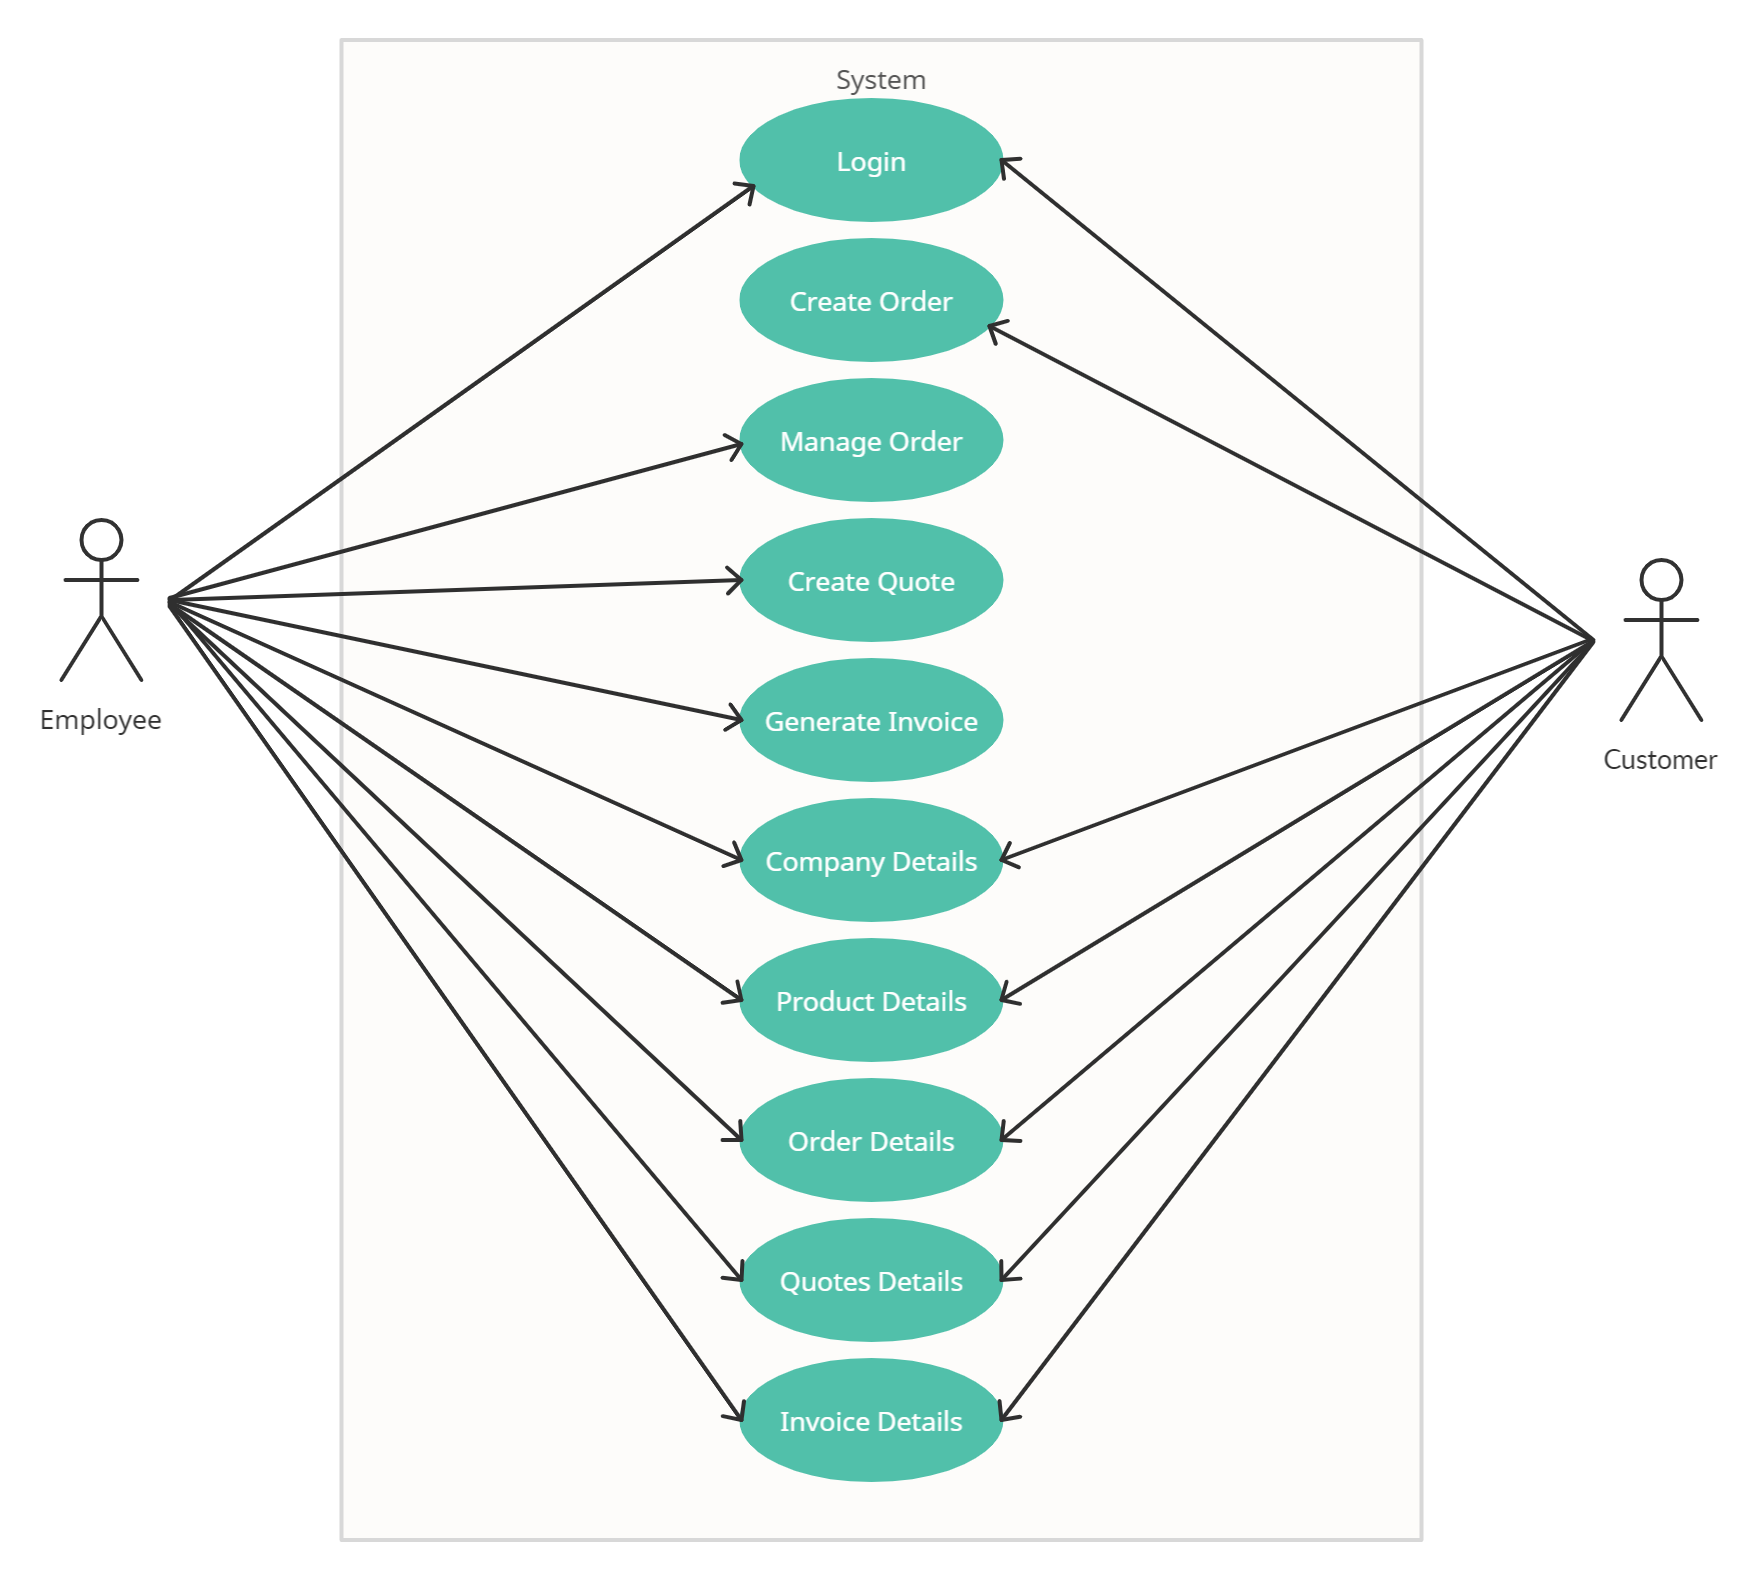 System
Login
Create Order
Manage Order
Create Quote
Generate Invoice
Company Details
Product Details
Order Details
Quotes Details
Invoice Details
Employee
Customer